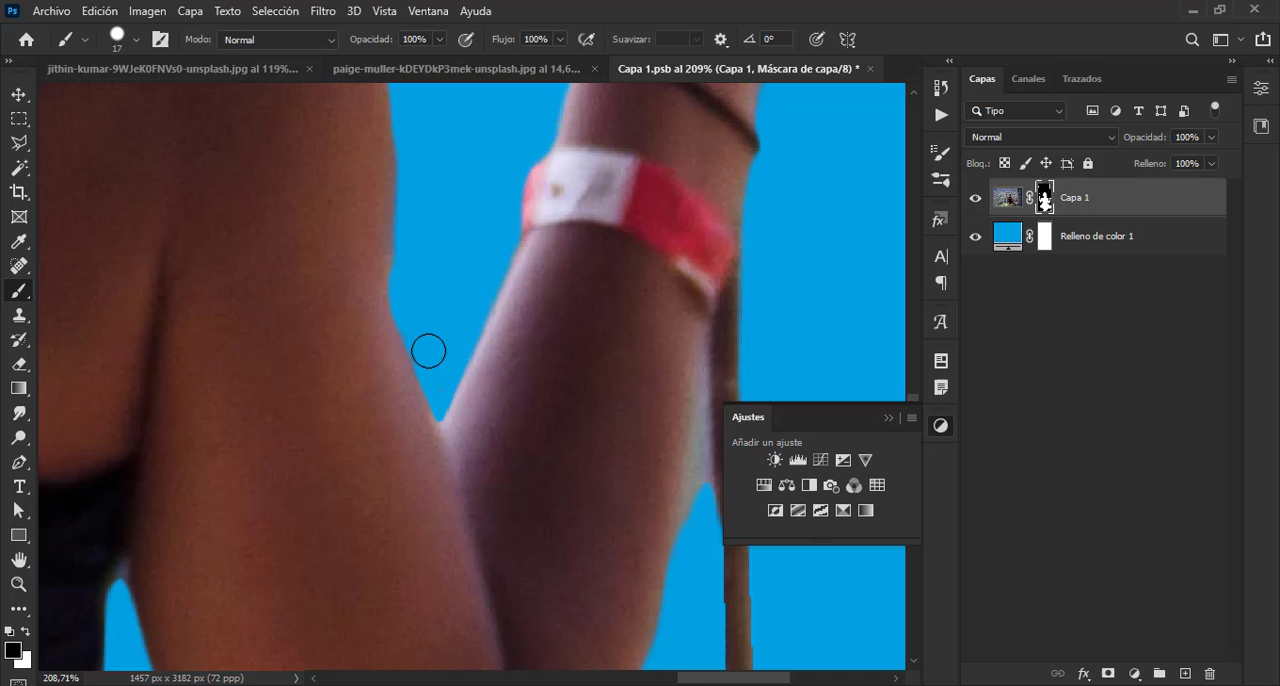 Ps Archivo Edición Imagen Capa Texto Selección Filtro 3D Vista Ventana Ayuda
17 Modo: Normal Opacidad: 100% Flujo: 100% Suavizar: 0°
jithin-kumar-9WJeK0FNVs0-unsplash.jpg al 119%... paige-muller-kDEYDkP3mek-unsplash.jpg al 14,6... Capa 1.psb al 209% (Capa 1, Máscara de capa/8) *
Capas Canales Trazados
Tipo
Normal Opacidad: 100%
Bloq.: Relleno: 100%
Capa 1
Relleno de color 1
Ajustes
Añadir un ajuste
208,71% 1457 px x 3182 px (72 ppp)